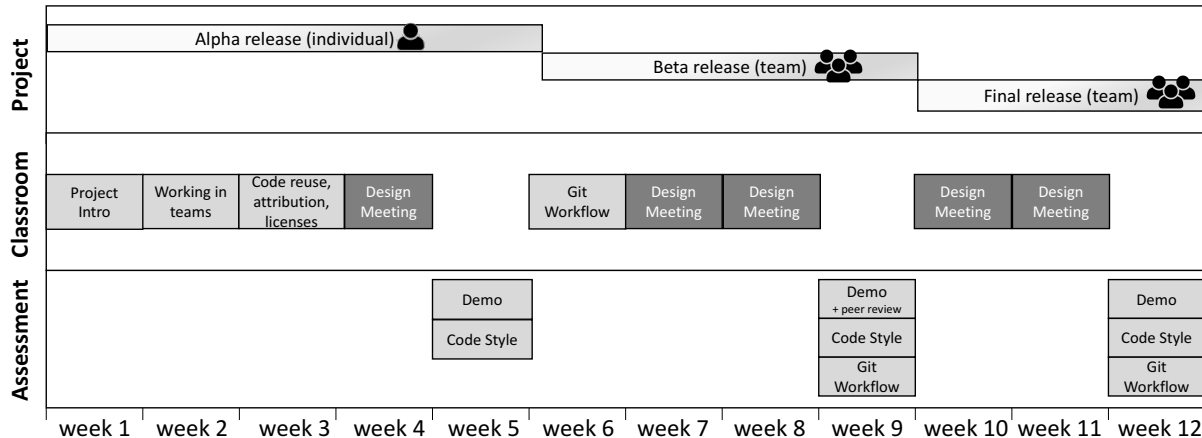 Project
Alpha release (individual)
Beta release (team)
Final release (team)
Classroom
Project
Intro
Working in
teams
Code reuse,
attribution,
licenses
Design
Meeting
Git
Workflow
Design
Meeting
Design
Meeting
Design
Meeting
Design
Meeting
Assessment
Demo
Code Style
Demo
+ peer review
Code Style
Git
Workflow
Demo
Code Style
Git
Workflow
week 1
week 2
week 3
week 4
week 5
week 6
week 7
week 8
week 9
week 10
week 11
week 12